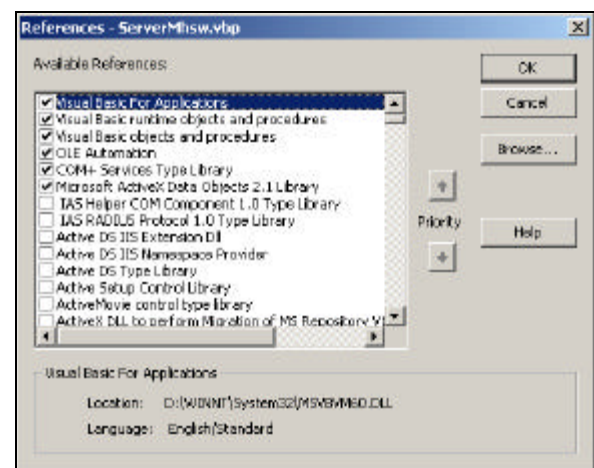 References - ServerMhsw.vbp
Available References:
Visual Basic For Applications
Visual Basic runtime objects and procedures
Visual Basic objects and procedures
OLE Automation
COM+ Services Type Library
Microsoft ActiveX Data Objects 2.1 Library
IAS Helper COM Component 1.0 Type Library
IAS RADIUS Protocol 1.0 Type Library
Active DS IIS Extension Dll
Active DS IIS Namespace Provider
Active DS Type Library
Active Setup Control Library
ActiveMovie control type library
ActiveX DLL to perform Migration of MS Repository V1
OK
Cancel
Browse...
Priority
Help
Visual Basic For Applications
Location: D:\WINNT\System32\MSVBVM60.DLL
Language: English/Standard